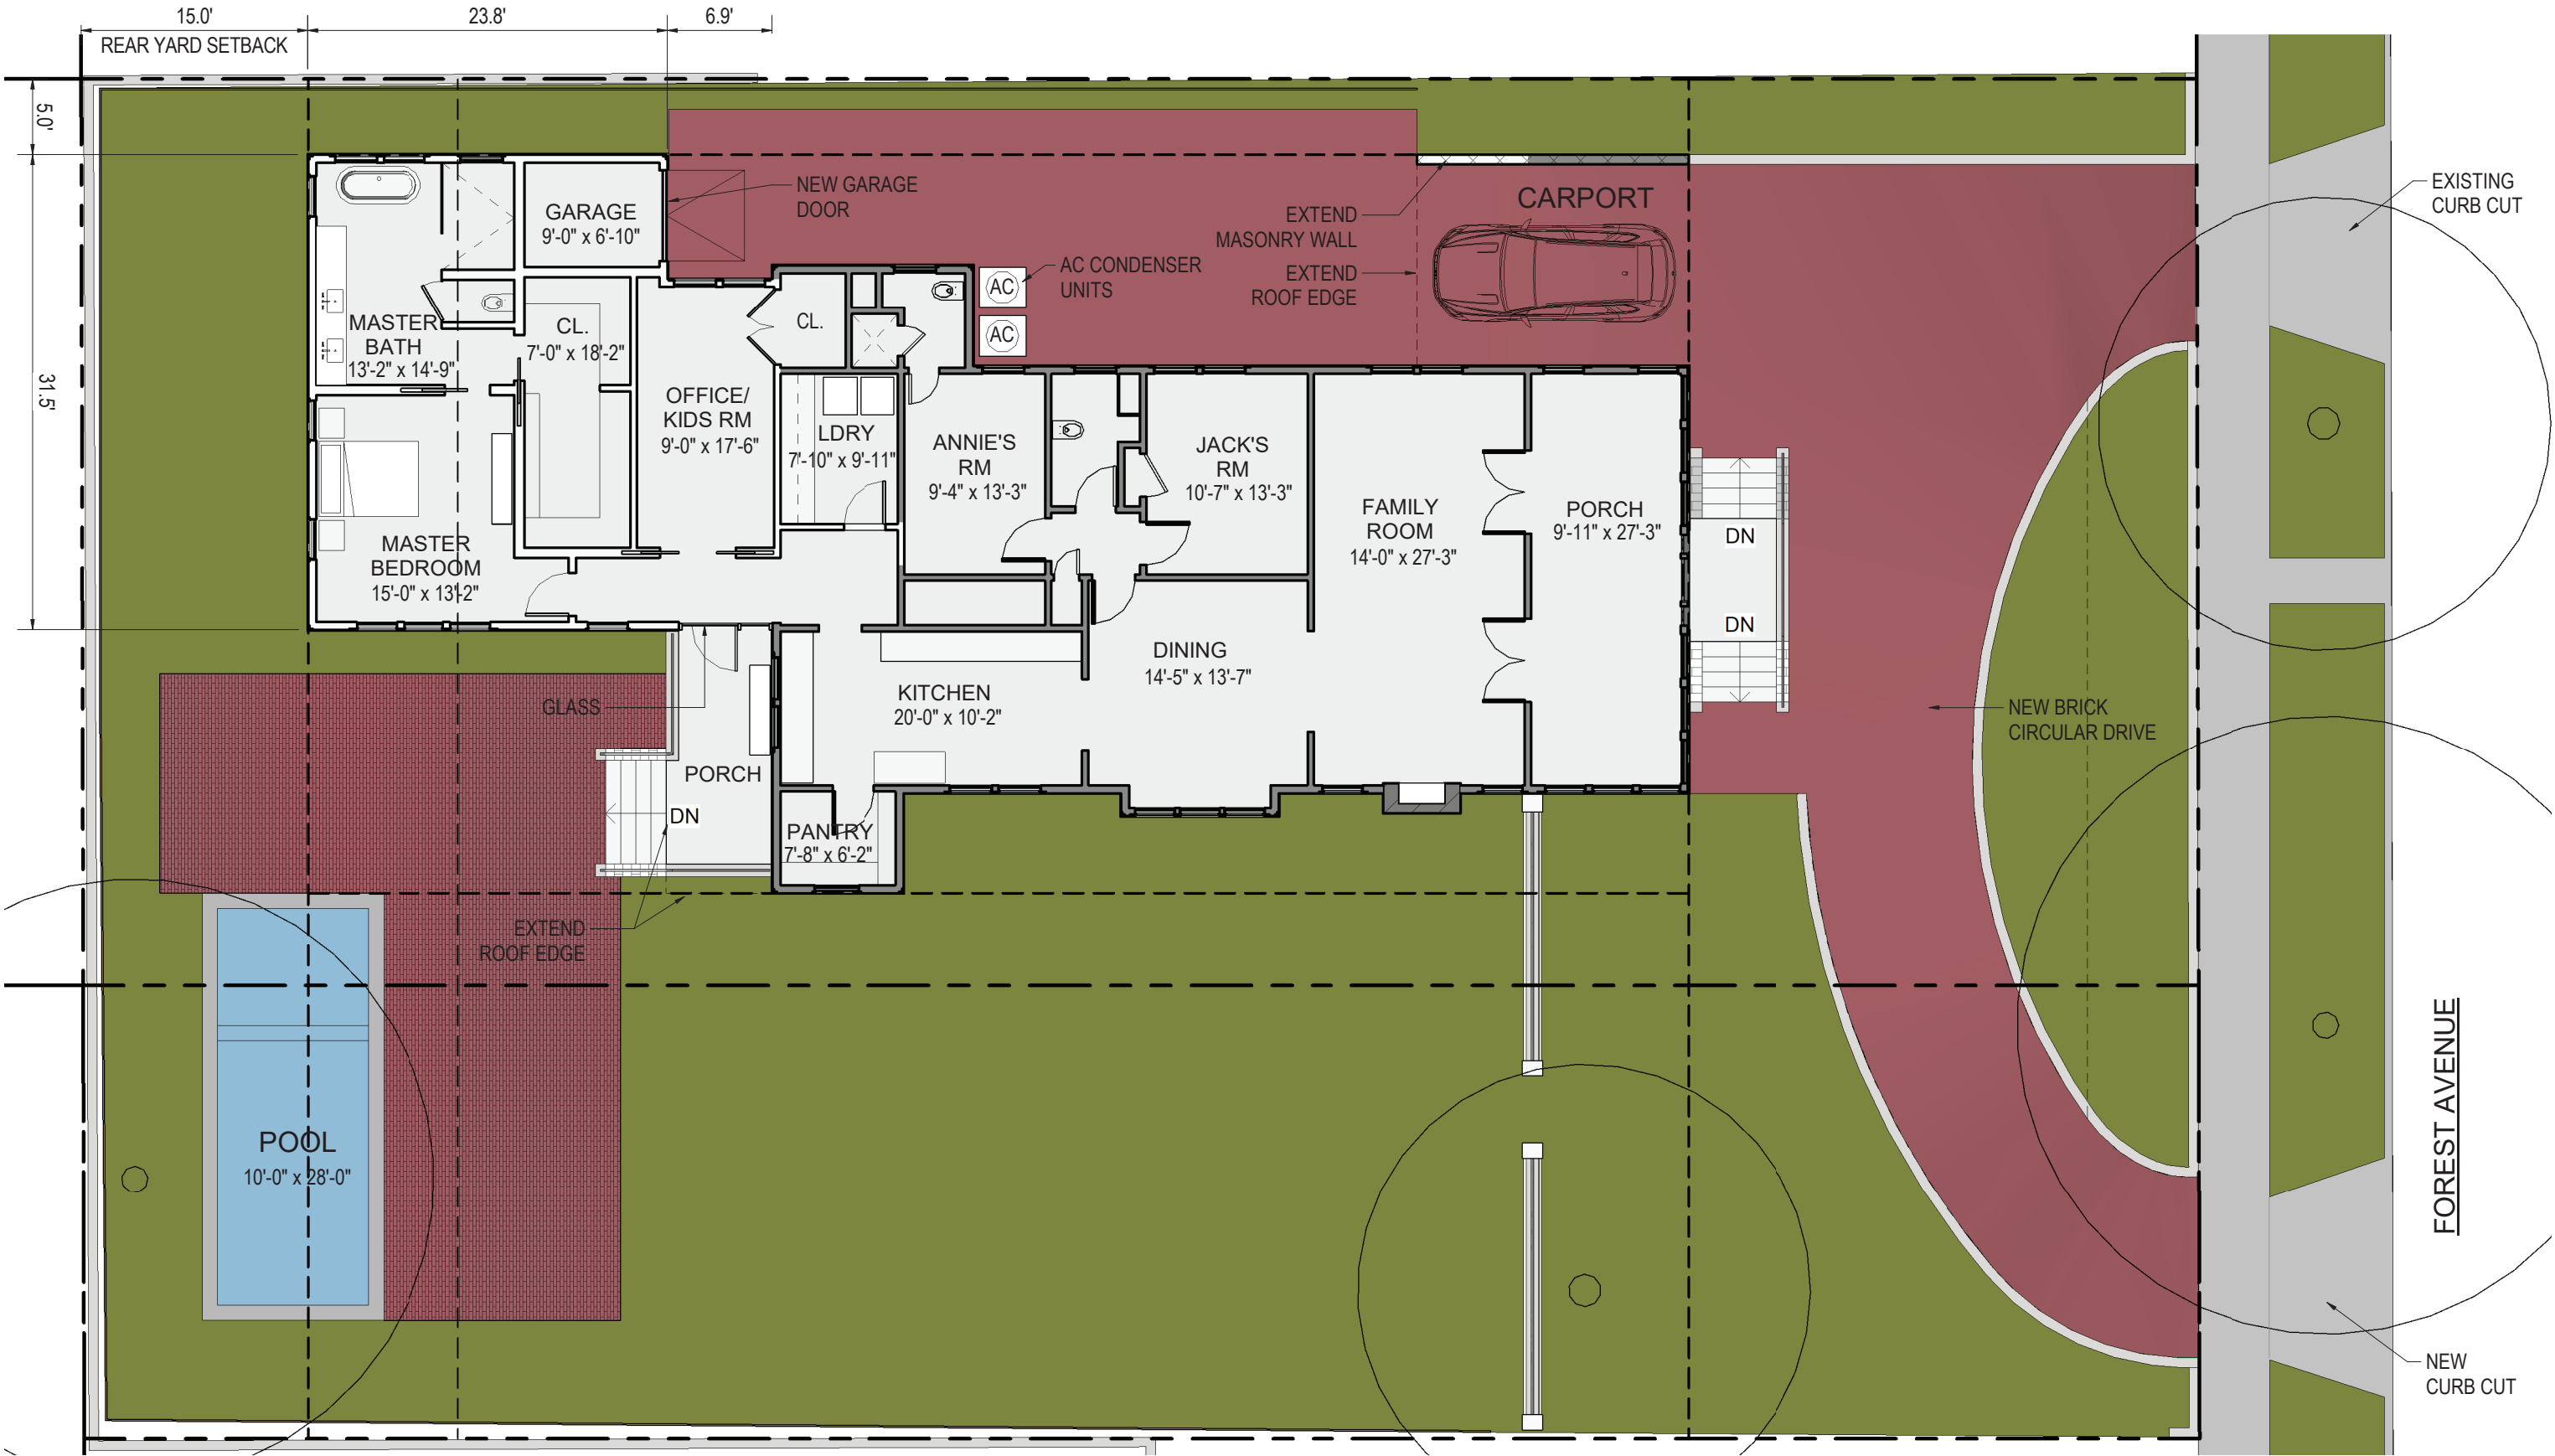 15.0'
23.8'
6.9'
REAR YARD SETBACK
5.0'
31.5'
NEW GARAGE
DOOR
GARAGE
9'-0" x 6'-10"
CARPORT
EXTEND
MASONRY WALL
EXTEND
ROOF EDGE
AC CONDENSER
UNITS
AC
AC
EXISTING
CURB CUT
MASTER
BATH
13'-2" x 14'-9"
CL.
7'-0" x 18'-2"
CL.
OFFICE/
KIDS RM
9'-0" x 17'-6"
LDRY
7'-10" x 9'-11"
ANNIE'S
RM
9'-4" x 13'-3"
JACK'S
RM
10'-7" x 13'-3"
FAMILY
ROOM
14'-0" x 27'-3"
PORCH
9'-11" x 27'-3"
DN
DN
MASTER
BEDROOM
15'-0" x 13'-2"
DINING
14'-5" x 13'-7"
KITCHEN
20'-0" x 10'-2"
GLASS
PORCH
DN
PANTRY
7'-8" x 6'-2"
NEW BRICK
CIRCULAR DRIVE
EXTEND
ROOF EDGE
POOL
10'-0" x 28'-0"
FOREST AVENUE
NEW
CURB CUT